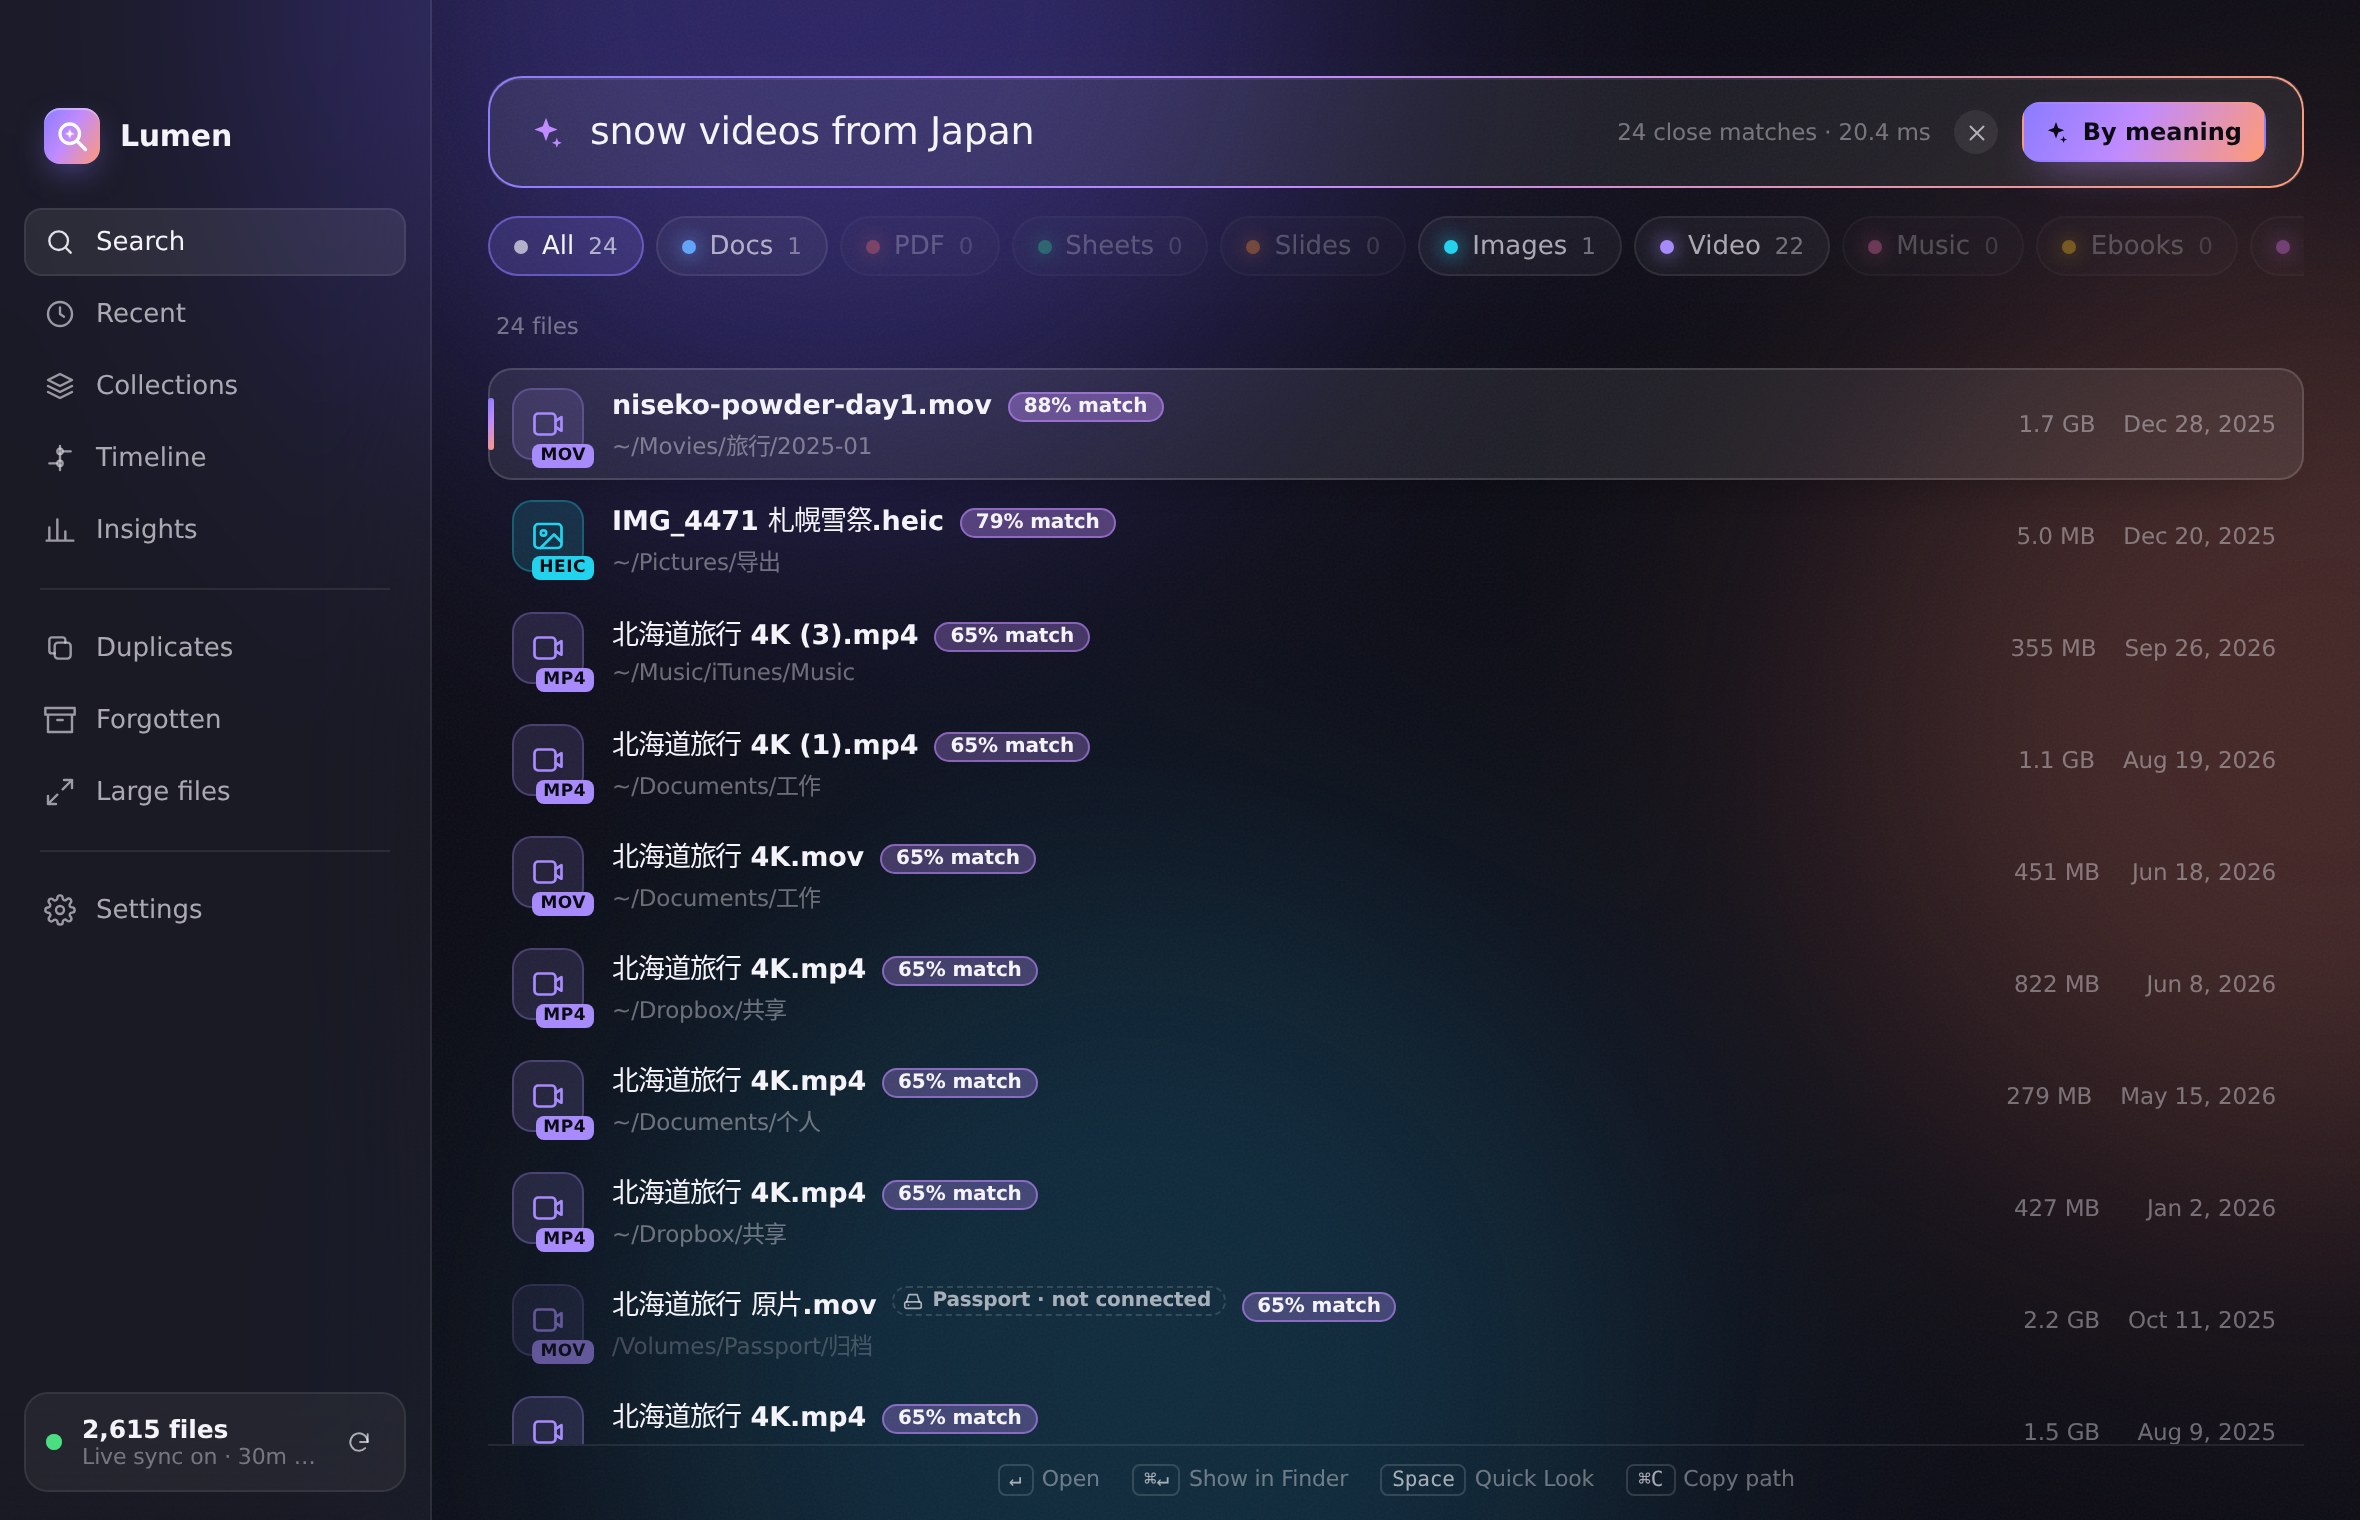 Lumen
Search
Recent
Collections
Timeline
Insights
Duplicates
Forgotten
Large files
Settings
2,615 files
Live sync on · 30m …
snow videos from Japan
24 close matches · 20.4 ms
By meaning
All 24
Docs 1
PDF 0
Sheets 0
Slides 0
Images 1
Video 22
Music 0
Ebooks 0
24 files
niseko-powder-day1.mov 88% match
MOV
~/Movies/旅行/2025-01
1.7 GB Dec 28, 2025
IMG_4471 札幌雪祭.heic 79% match
HEIC
~/Pictures/导出
5.0 MB Dec 20, 2025
北海道旅行 4K (3).mp4 65% match
MP4
~/Music/iTunes/Music
355 MB Sep 26, 2026
北海道旅行 4K (1).mp4 65% match
MP4
~/Documents/工作
1.1 GB Aug 19, 2026
北海道旅行 4K.mov 65% match
MOV
~/Documents/工作
451 MB Jun 18, 2026
北海道旅行 4K.mp4 65% match
MP4
~/Dropbox/共享
822 MB Jun 8, 2026
北海道旅行 4K.mp4 65% match
MP4
~/Documents/个人
279 MB May 15, 2026
北海道旅行 4K.mp4 65% match
MP4
~/Dropbox/共享
427 MB Jan 2, 2026
北海道旅行 原片.mov Passport · not connected 65% match
MOV
/Volumes/Passport/归档
2.2 GB Oct 11, 2025
北海道旅行 4K.mp4 65% match
1.5 GB Aug 9, 2025
↵ Open
⌘↵ Show in Finder
Space Quick Look
⌘C Copy path